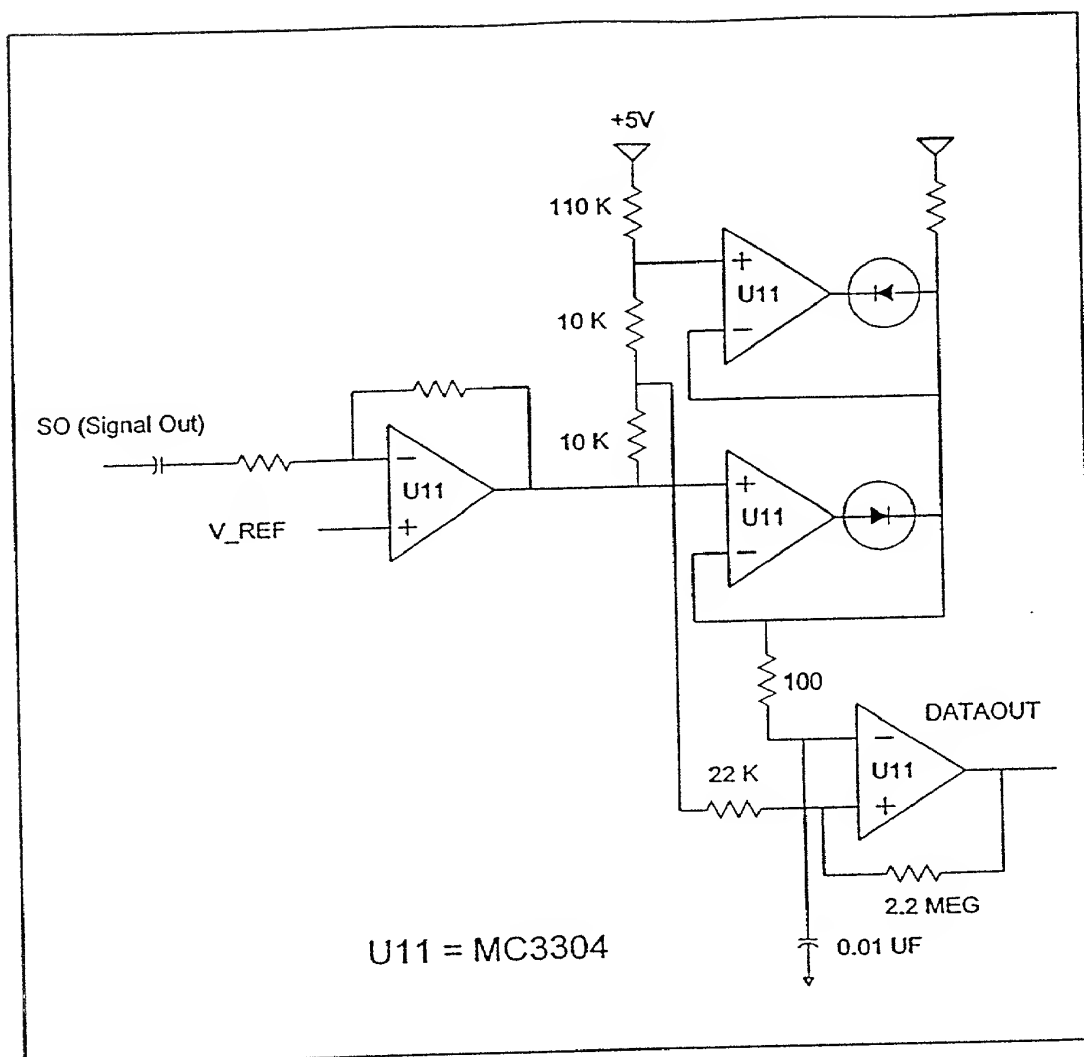 +5V
110 K
+
U11
−
10 K
SO (Signal Out)
10 K
−
U11
+
V_REF
+
U11
−
100
DATAOUT
−
U11
+
22 K
2.2 MEG
0.01 UF
U11 = MC3304